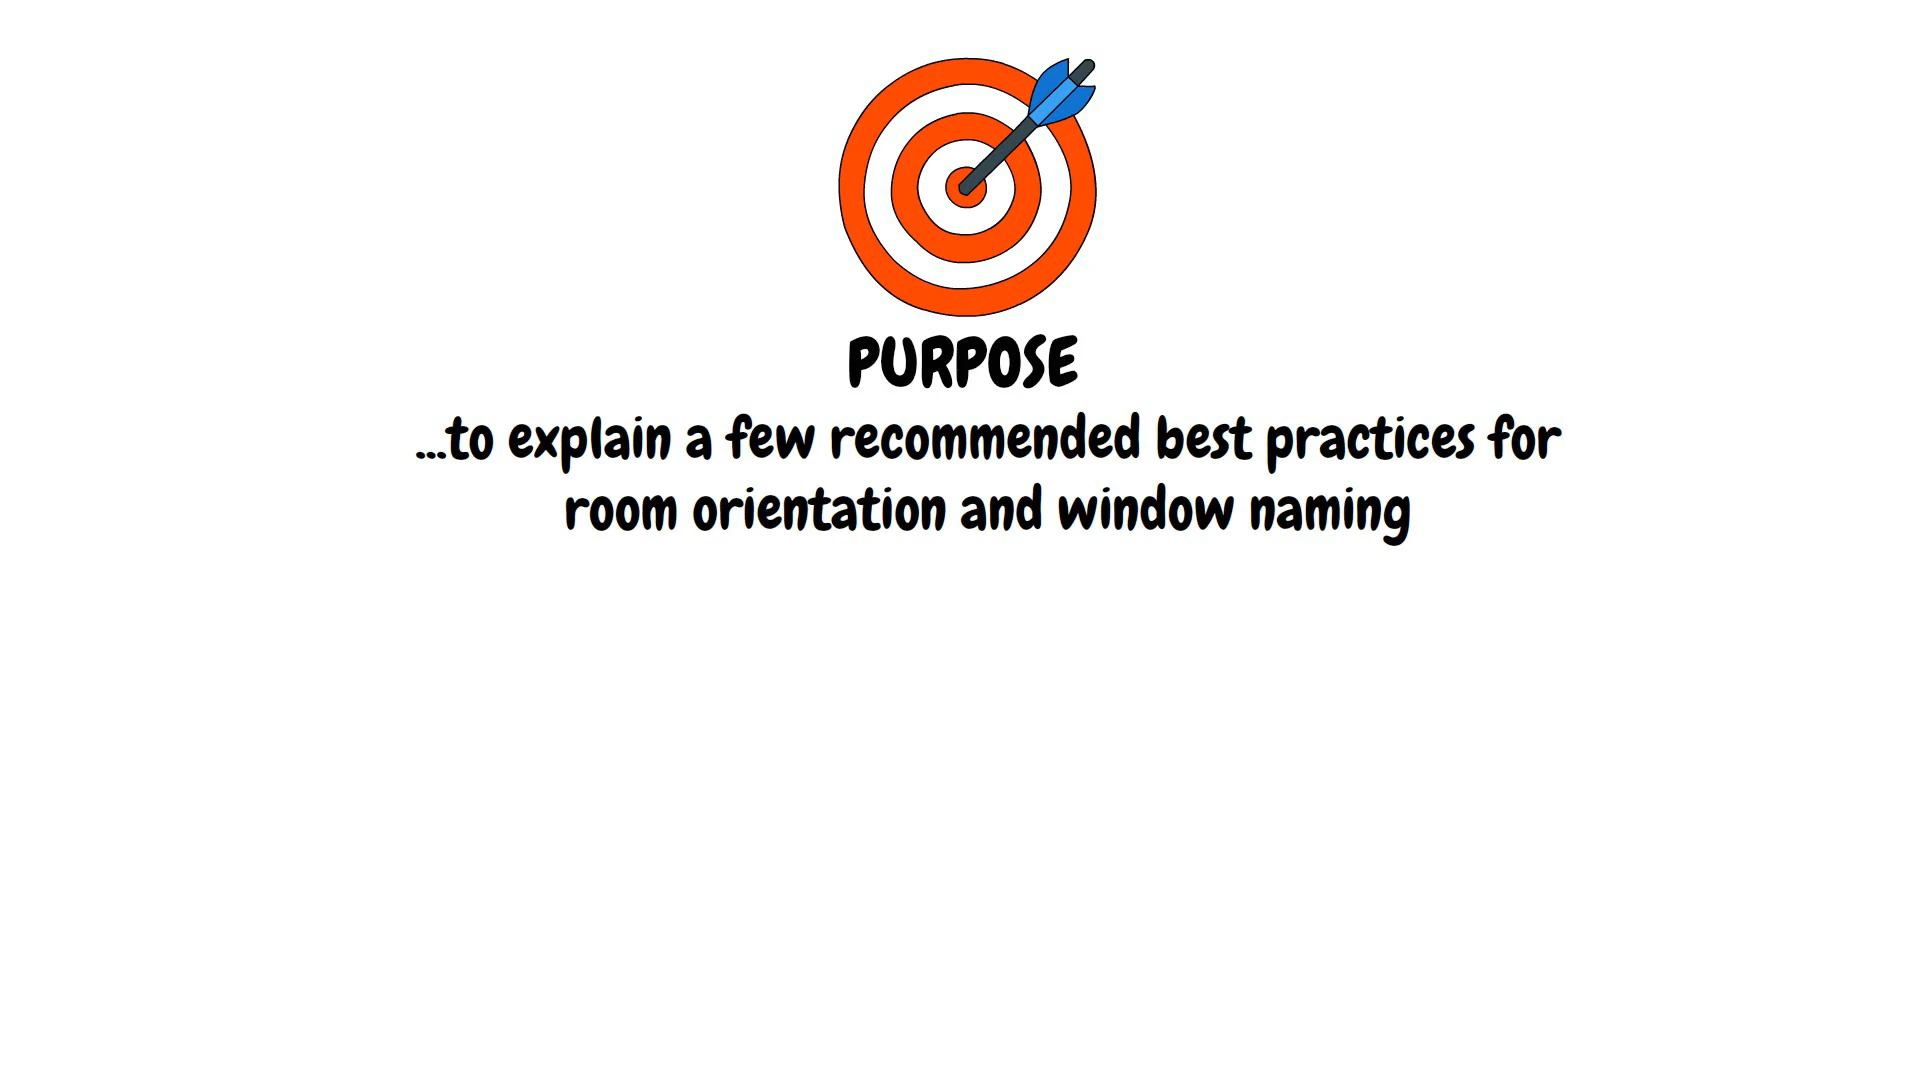 PURPOSE
...to explain a few recommended best practices for
room orientation and window naming